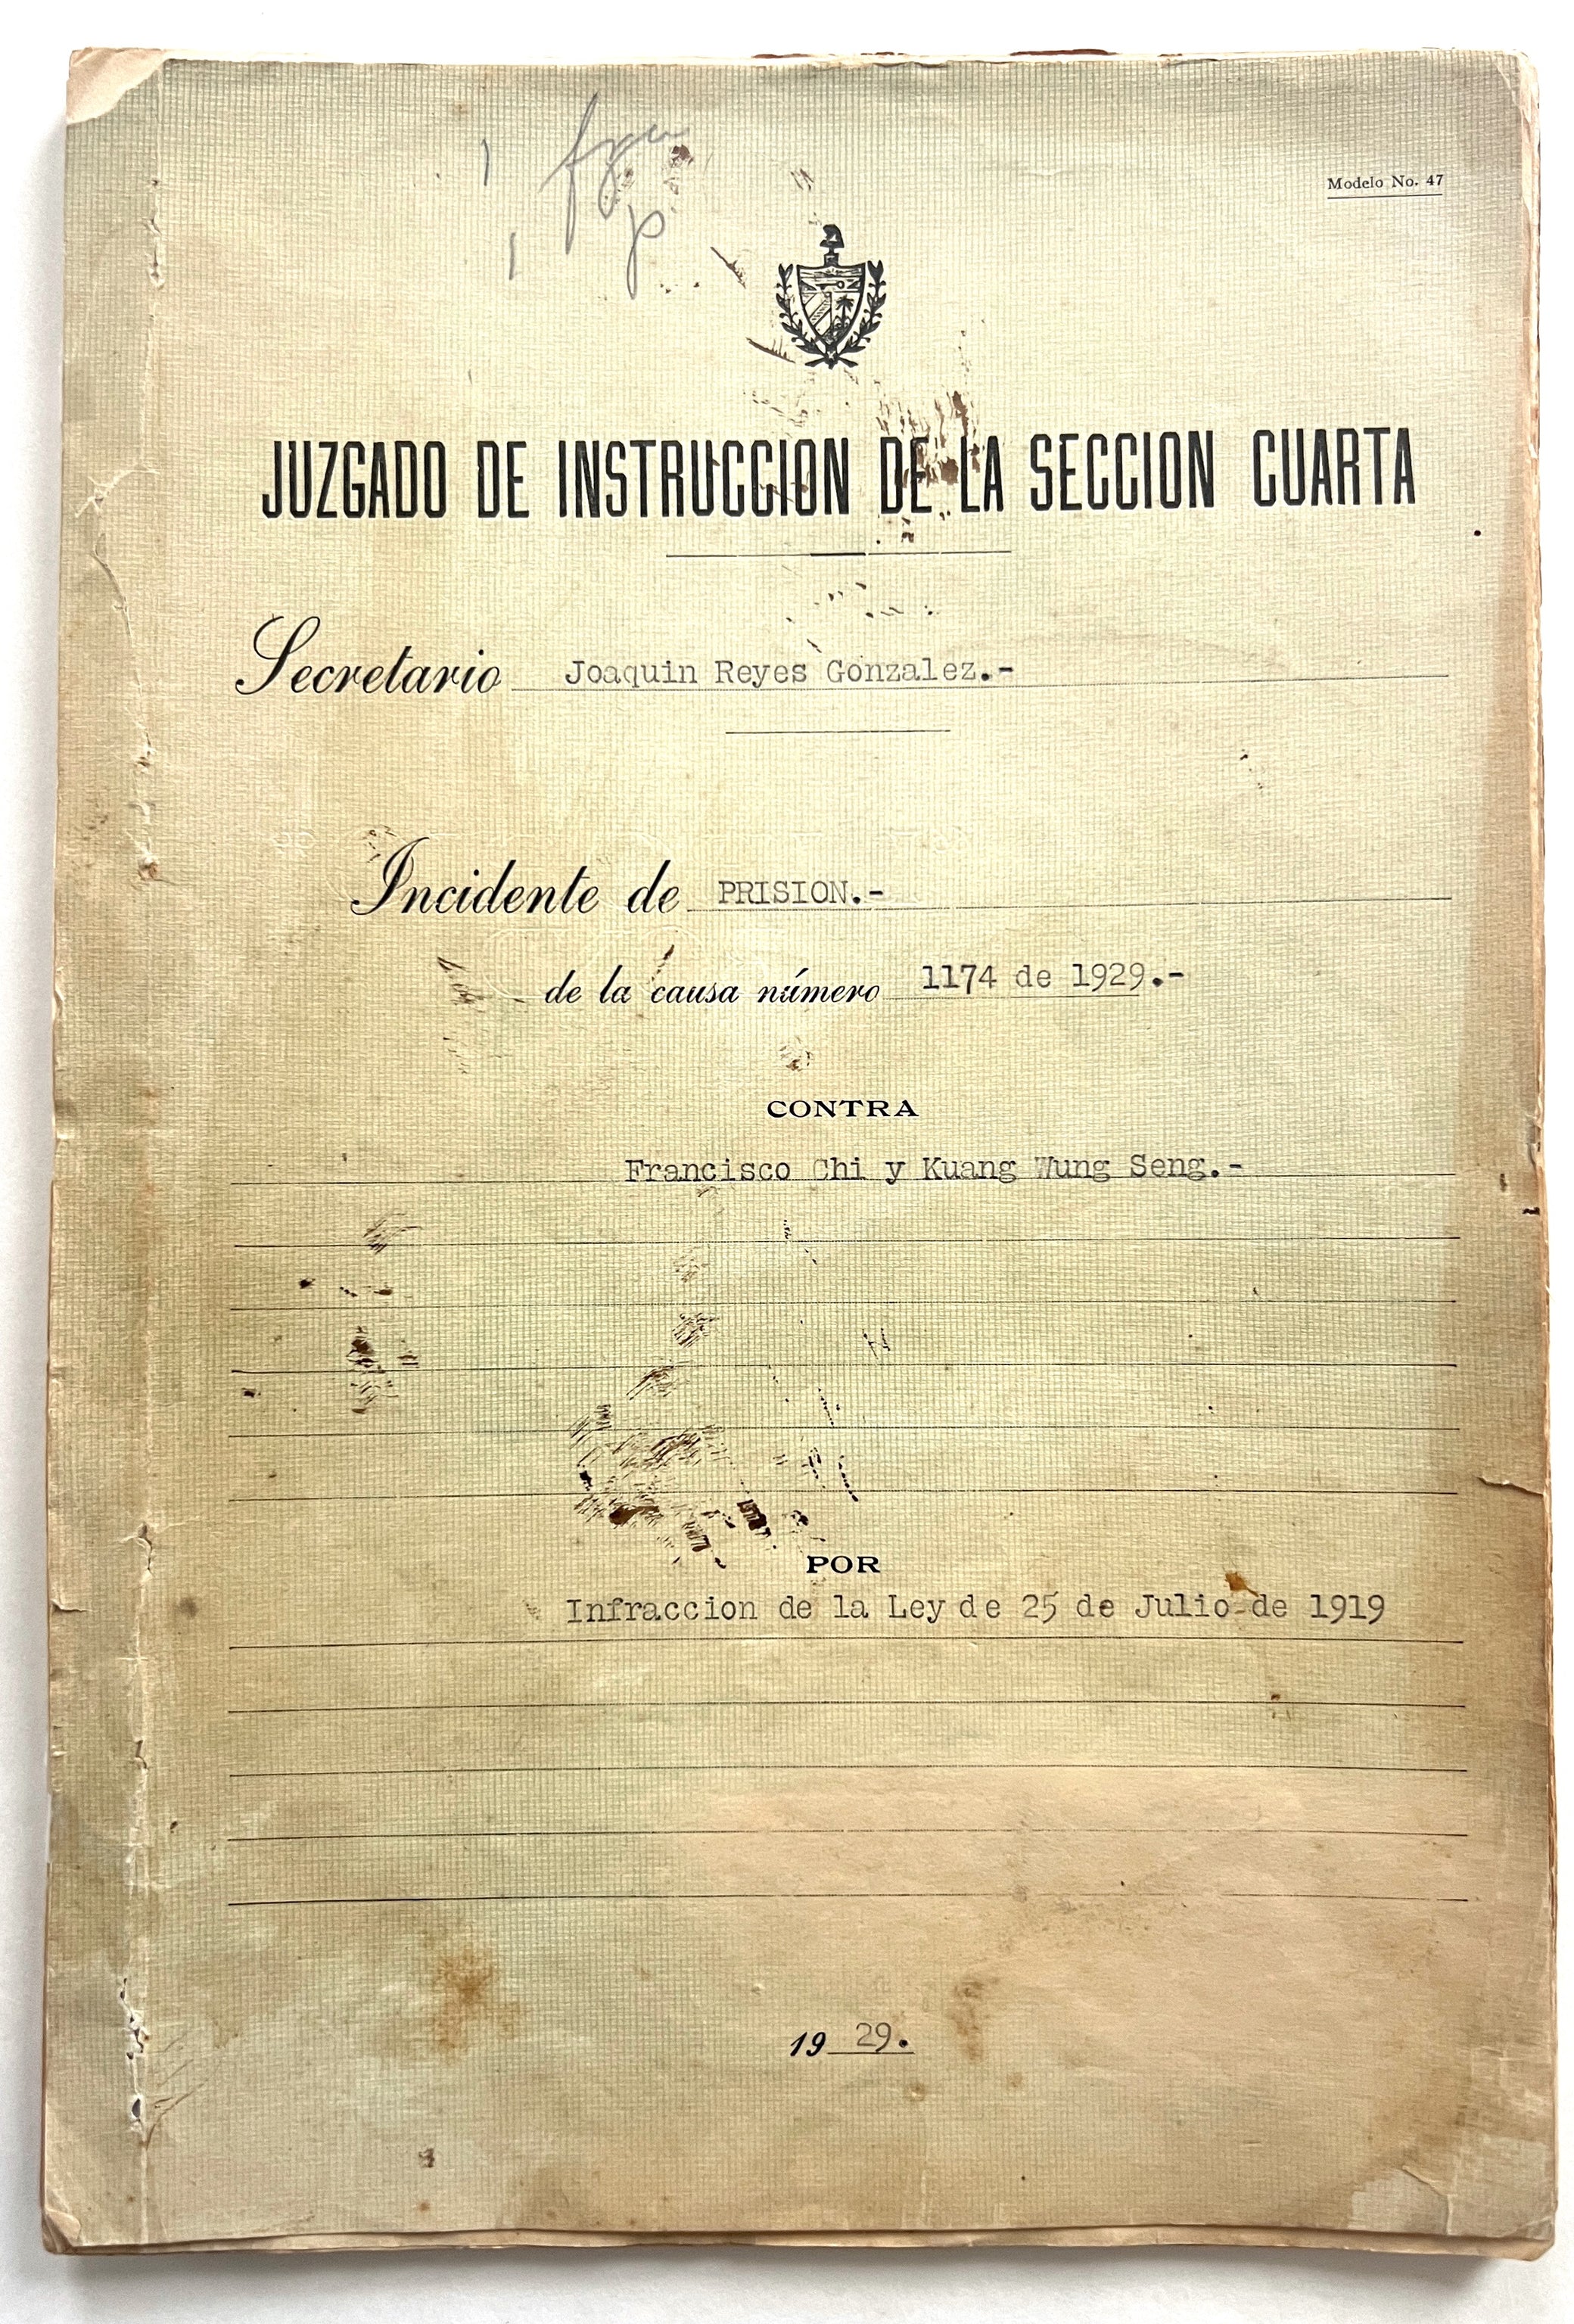 Modelo No. 47
JUZGADO DE INSTRUCCION DE LA SECCION CUARTA
Secretario Joaquin Reyes Gonzalez.-
Incidente de PRISION.-
de la causa número 1174 de 1929.-
CONTRA
Francisco Chi y Kuang Wung Seng.-
POR
Infraccion de la Ley de 25 de Julio de 1919
19 29.